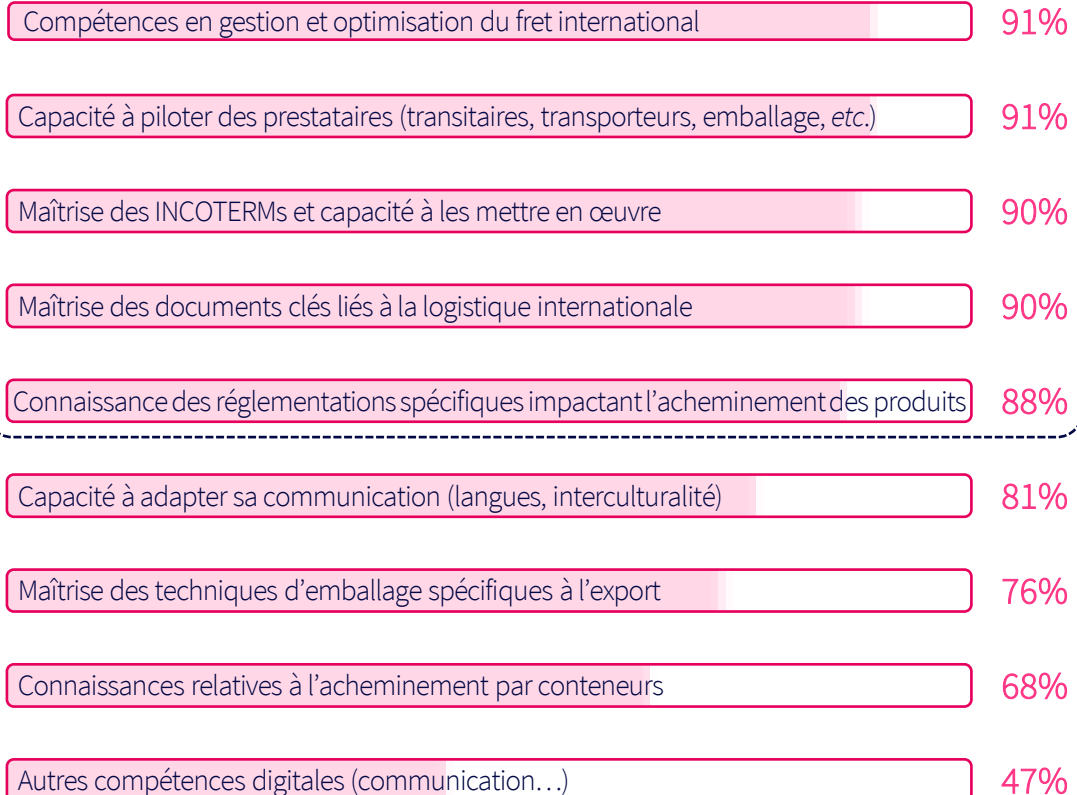 Compétences en gestion et optimisation du fret international 91%
Capacité à piloter des prestataires (transitaires, transporteurs, emballage, etc.) 91%
Maîtrise des INCOTERMs et capacité à les mettre en œuvre 90%
Maîtrise des documents clés liés à la logistique internationale 90%
Connaissance des réglementations spécifiques impactant l’acheminement des produits 88%
Capacité à adapter sa communication (langues, interculturalité) 81%
Maîtrise des techniques d’emballage spécifiques à l’export 76%
Connaissances relatives à l’acheminement par conteneurs 68%
Autres compétences digitales (communication…) 47%